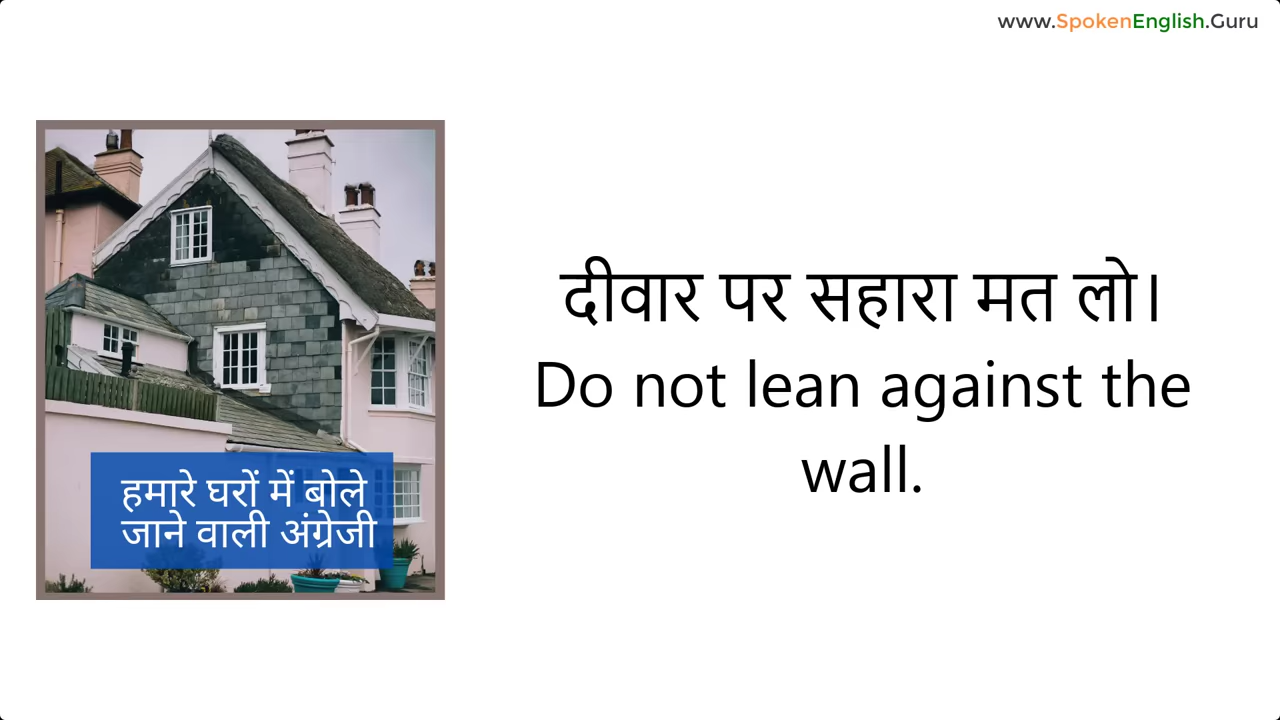 www.SpokenEnglish.Guru
दीवार पर सहारा मत लो।
Do not lean against the
wall.
हमारे घरों में बोले
जाने वाली अंग्रेजी